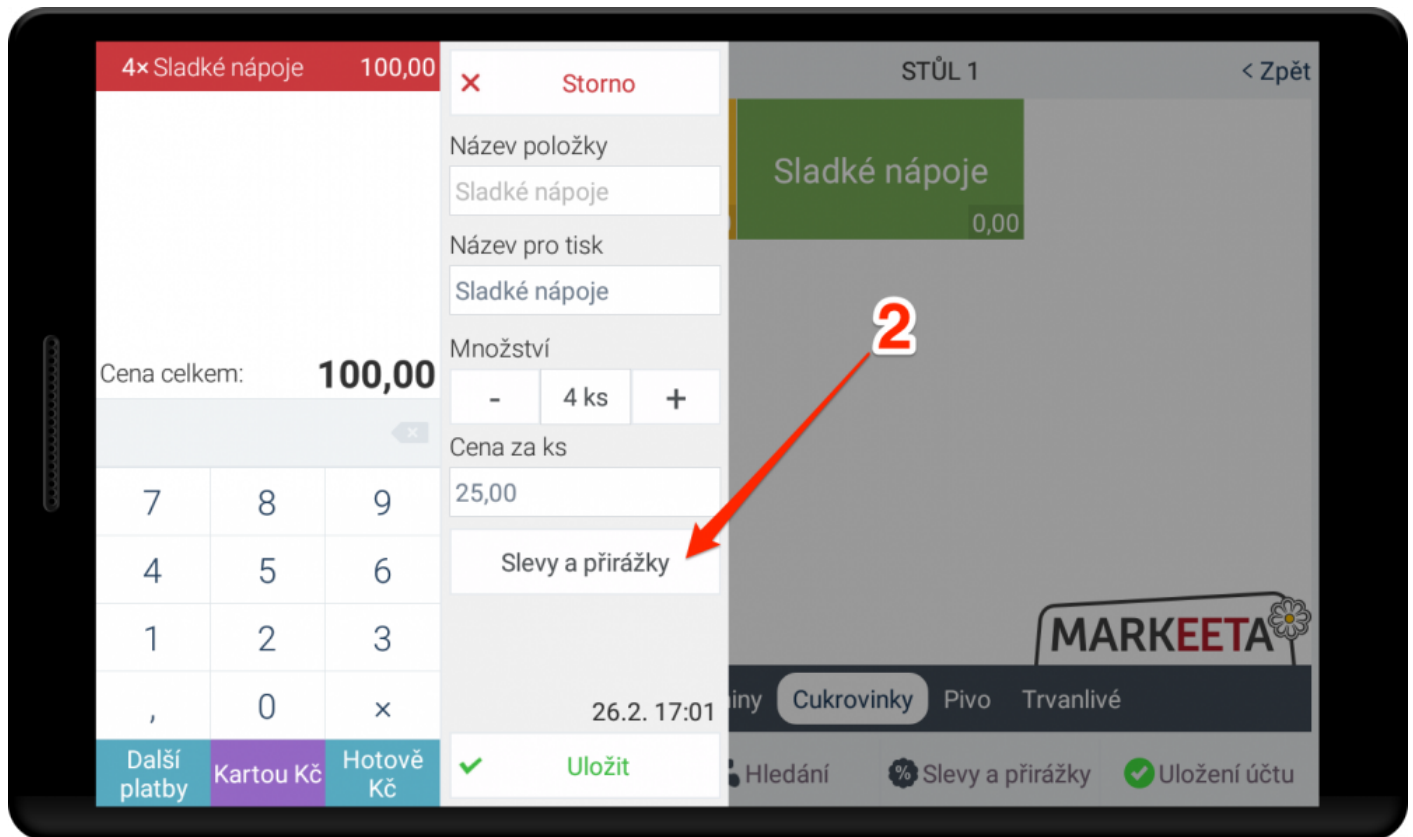 4× Sladké nápoje 100,00
Cena celkem: 100,00
7 8 9
4 5 6
1 2 3
, 0 ×
Další platby
Kartou Kč
Hotově Kč
Storno
Název položky
Sladké nápoje
Název pro tisk
Sladké nápoje
Množství
- 4 ks +
Cena za ks
25,00
Slevy a přirážky
26.2. 17:01
Uložit
STŮL 1
< Zpět
Sladké nápoje
0,00
2
MARKEETA
Cukrovinky Pivo Trvanlivé
Hledání % Slevy a přirážky Uložení účtu